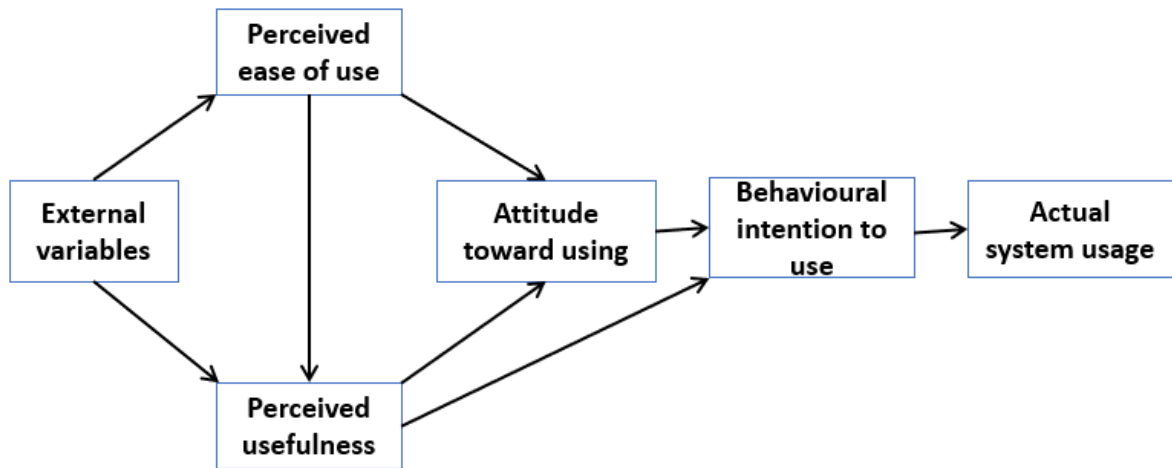 Perceived
ease of use
External
variables
Attitude
toward using
Behavioural
intention to
use
Actual
system usage
Perceived
usefulness